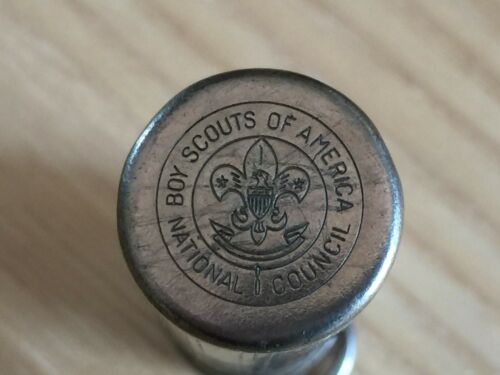 BOY SCOUTS OF AMERICA
NATIONAL COUNCIL